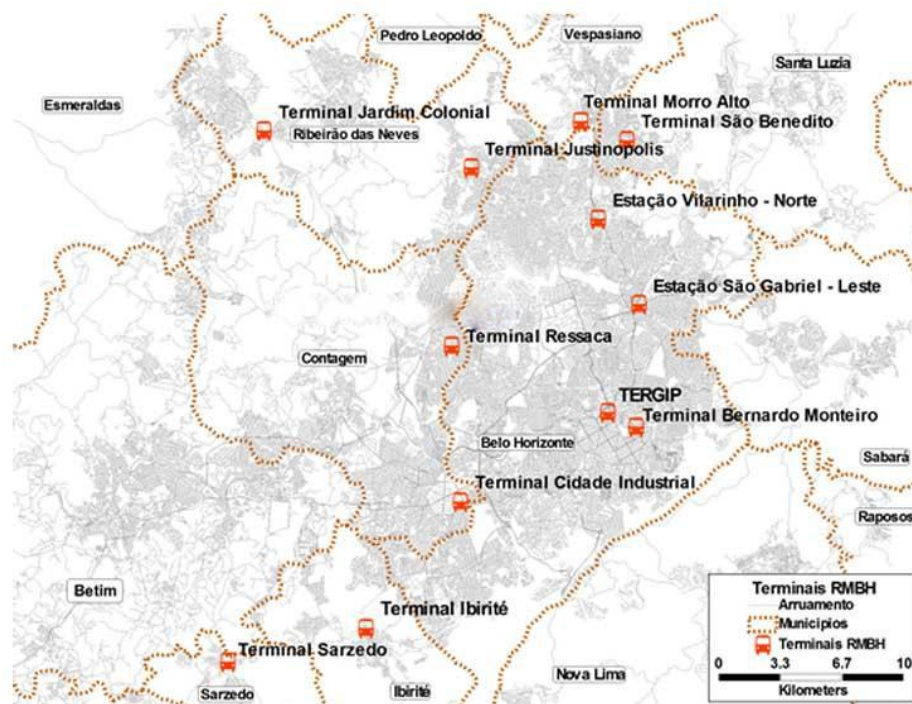 Pedro Leopoldo
Vespasiano
Santa Luzia
Esmeraldas
Terminal Jardim Colonial
Ribeirão das Neves
Terminal Morro Alto
Terminal São Benedito
Terminal Justinopolis
Estação Vilarinho - Norte
Estação São Gabriel - Leste
Terminal Ressaca
Contagem
TERGIP
Terminal Bernardo Monteiro
Belo Horizonte
Sabará
Terminal Cidade Industrial
Raposos
Betim
Terminal Ibirité
Terminal Sarzedo
Sarzedo
Ibirité
Nova Lima
Terminais RMBH
Arruamento
Municipios
Terminais RMBH
0 3.3 6.7 10
Kilometers